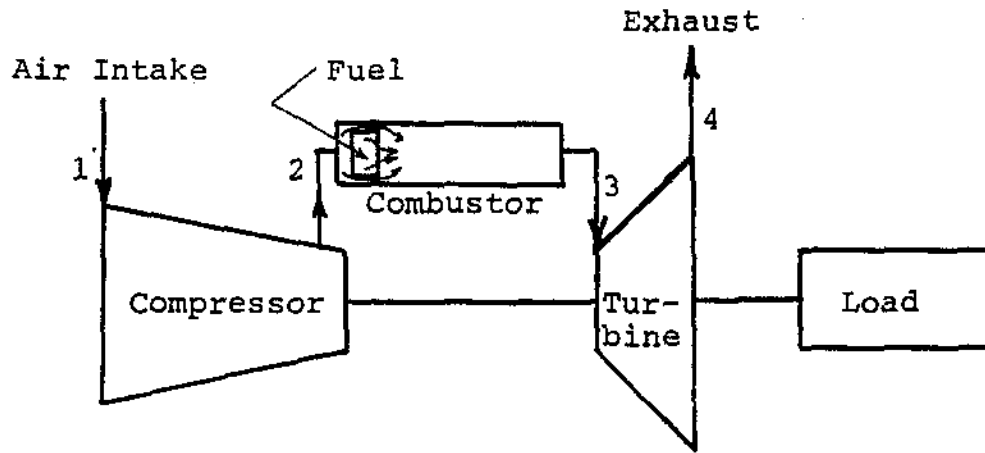 Exhaust
Air Intake
Fuel
1
2
3
4
Combustor
Compressor
Tur-
bine
Load